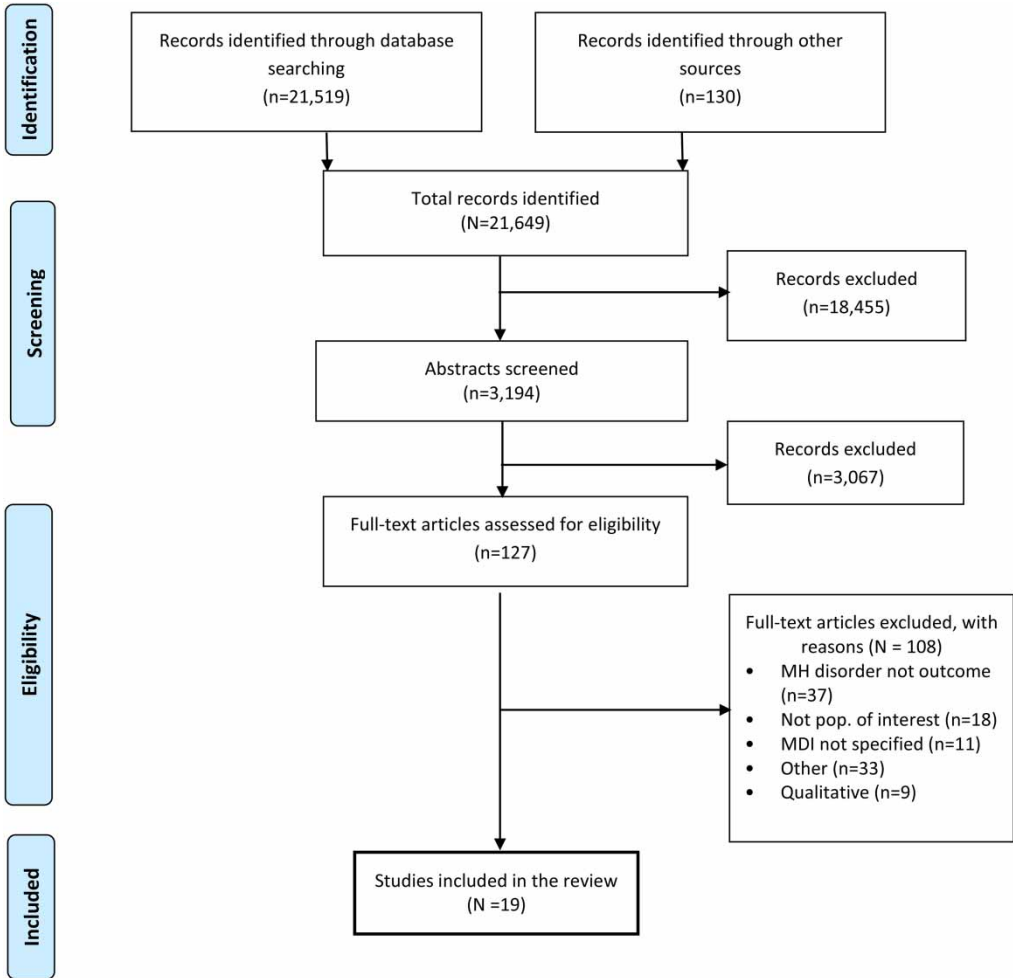 Identification
Records identified through database
searching
(n=21,519)
Records identified through other
sources
(n=130)
Total records identified
(N=21,649)
Screening
Records excluded
(n=18,455)
Abstracts screened
(n=3,194)
Records excluded
(n=3,067)
Eligibility
Full-text articles assessed for eligibility
(n=127)
Full-text articles excluded, with
reasons (N = 108)
• MH disorder not outcome
(n=37)
• Not pop. of interest (n=18)
• MDI not specified (n=11)
• Other (n=33)
• Qualitative (n=9)
Included
Studies included in the review
(N =19)